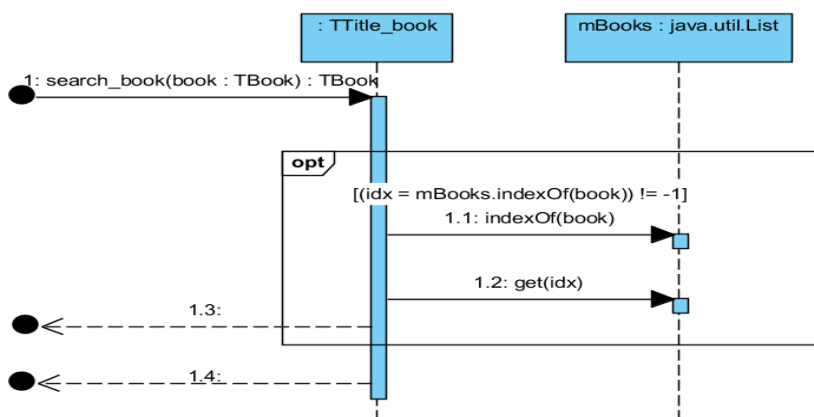 : TTitle_book
mBooks : java.util.List
1: search_book(book : TBook) : TBook
opt
[(idx = mBooks.indexOf(book)) != -1]
1.1: indexOf(book)
1.2: get(idx)
1.3:
1.4: